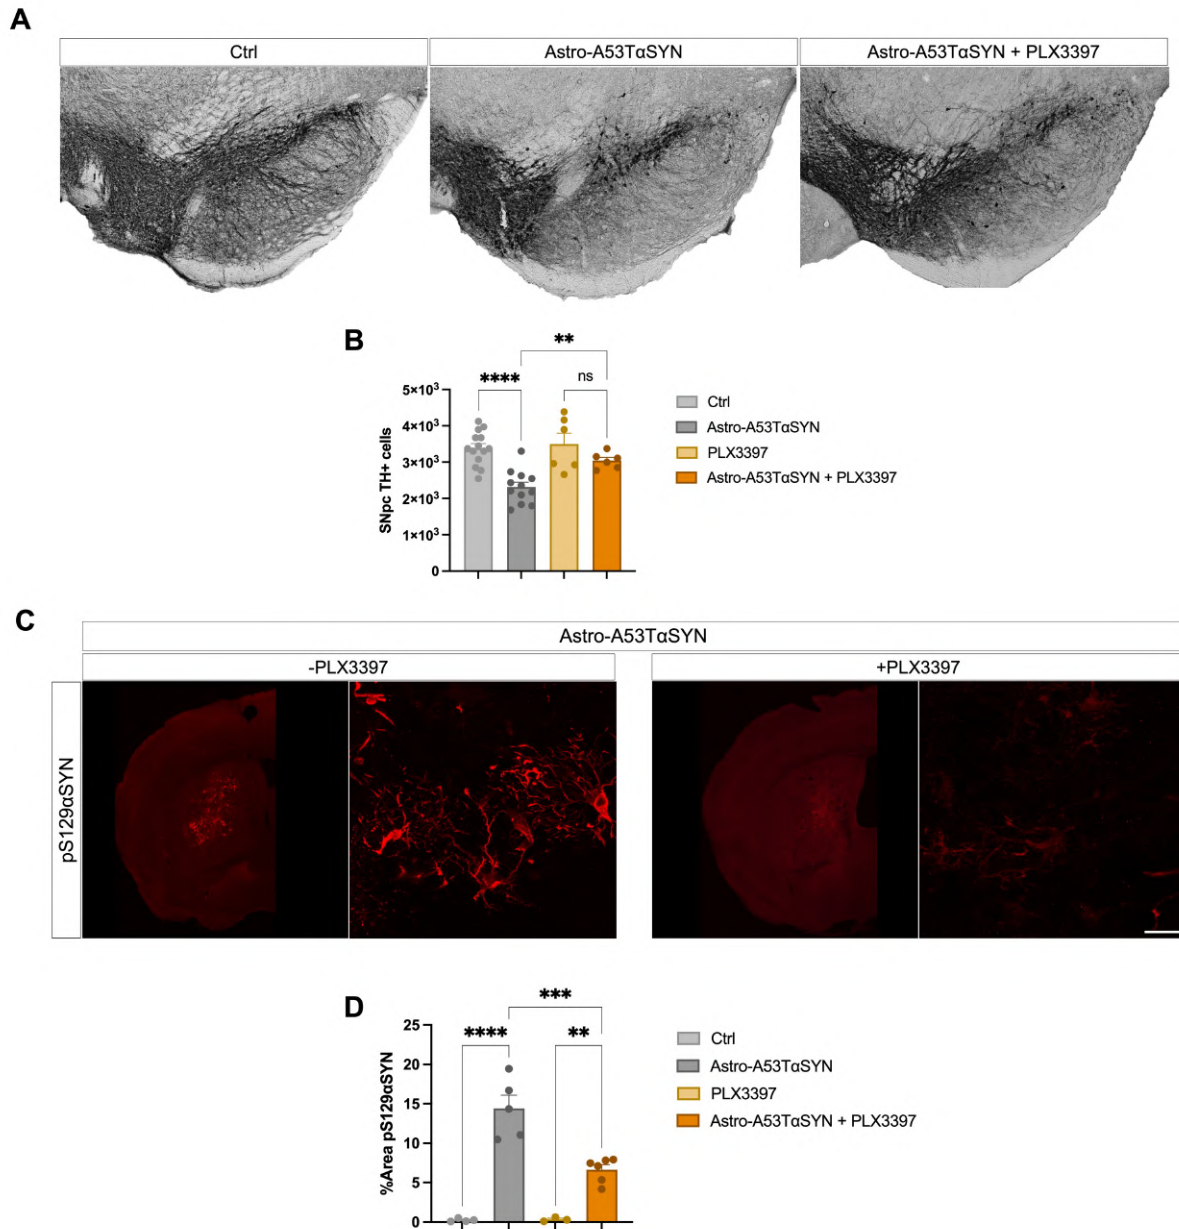 A
Ctrl
Astro-A53TαSYN
Astro-A53TαSYN + PLX3397
B
**
****
ns
5×10³
4×10³
3×10³
2×10³
1×10³
0
SNpc TH+ cells
Ctrl
Astro-A53TαSYN
PLX3397
Astro-A53TαSYN + PLX3397
C
Astro-A53TαSYN
-PLX3397
+PLX3397
pS129αSYN
D
***
****
**
25
20
15
10
5
0
%Area pS129αSYN
Ctrl
Astro-A53TαSYN
PLX3397
Astro-A53TαSYN + PLX3397